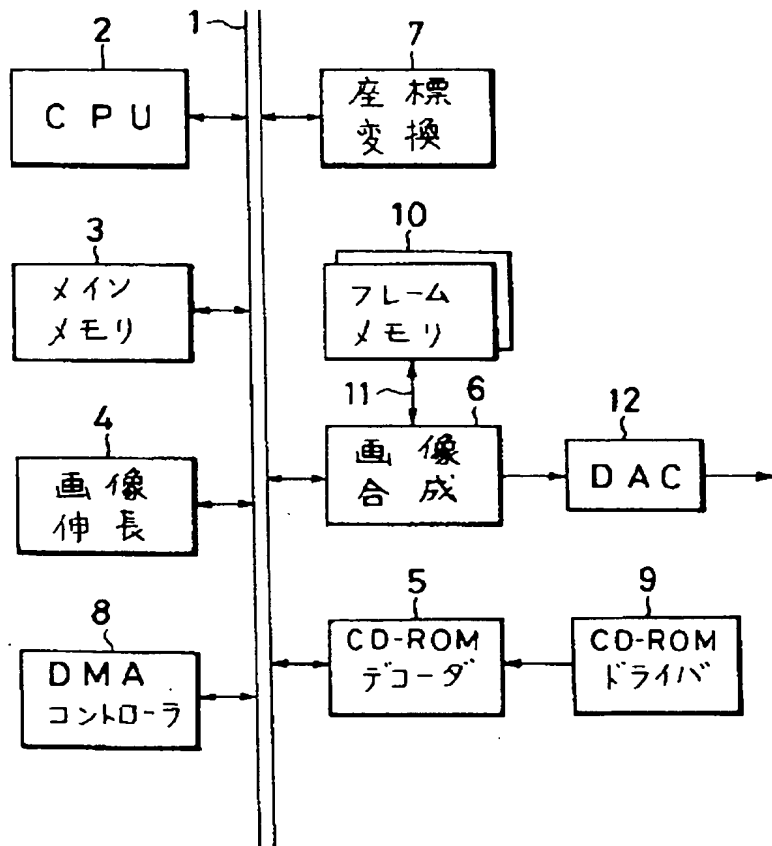 1
2
CPU
7
座標
変換
3
メイン
メモリ
10
フレーム
メモリ
11
4
画像
伸長
6
画像
合成
12
DAC
8
DMA
コントローラ
5
CD-ROM
デコーダ
9
CD-ROM
ドライバ